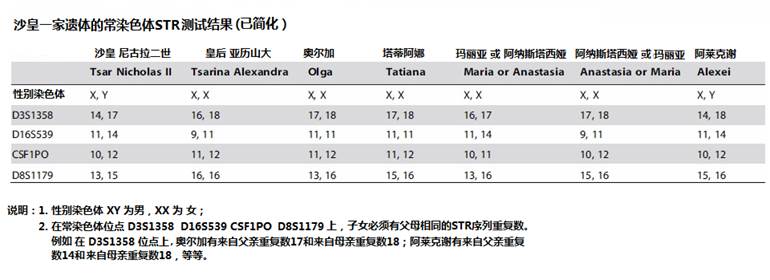 沙皇一家遗体的常染色体STR测试结果(已简化)
沙皇 尼古拉二世 皇后 亚历山大 奥尔加 塔蒂阿娜 玛丽亚 或 阿纳斯塔西娅 阿纳斯塔西娅 或 玛丽亚 阿莱克谢
Tsar Nicholas II Tsarina Alexandra Olga Tatiana Maria or Anastasia Anastasia or Maria Alexei
性别染色体 X, Y X, X X, X X, X X, X X, X X, Y
D3S1358 14, 17 16, 18 17, 18 17, 18 16, 17 17, 18 14, 18
D16S539 11, 14 9, 11 11, 11 11, 11 11, 14 9, 11 11, 14
CSF1PO 10, 12 11, 12 11, 12 11, 12 10, 11 10, 12 10, 12
D8S1179 13, 15 16, 16 13, 16 15, 16 13, 16 15, 16 15, 16
说明：1. 性别染色体 XY 为男，XX 为 女；
2. 在常染色体位点 D3S1358 D16S539 CSF1PO D8S1179 上，子女必须有父母相同的STR序列重复数。
例如 在 D3S1358 位点上，奥尔加有来自父亲重复数17和来自母亲重复数18；阿莱克谢有来自父亲重复
数14和来自母亲重复数18，等等。